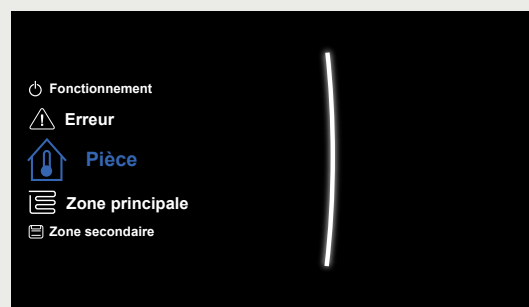 Fonctionnement
Erreur
Pièce
Zone principale
Zone secondaire